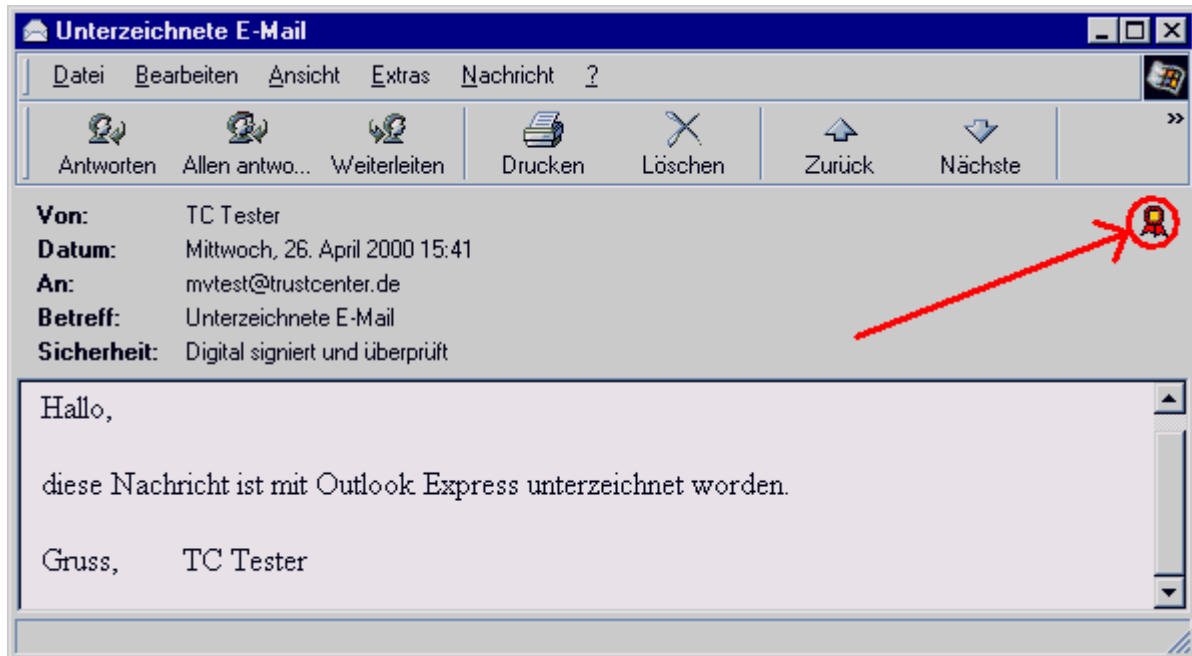 Unterzeichnete E-Mail
Datei Bearbeiten Ansicht Extras Nachricht ?
Antworten Allen antwo... Weiterleiten Drucken Löschen Zurück Nächste »
Von: TC Tester
Datum: Mittwoch, 26. April 2000 15:41
An: mvtest@trustcenter.de
Betreff: Unterzeichnete E-Mail
Sicherheit: Digital signiert und überprüft
Hallo,
diese Nachricht ist mit Outlook Express unterzeichnet worden.
Gruss, TC Tester